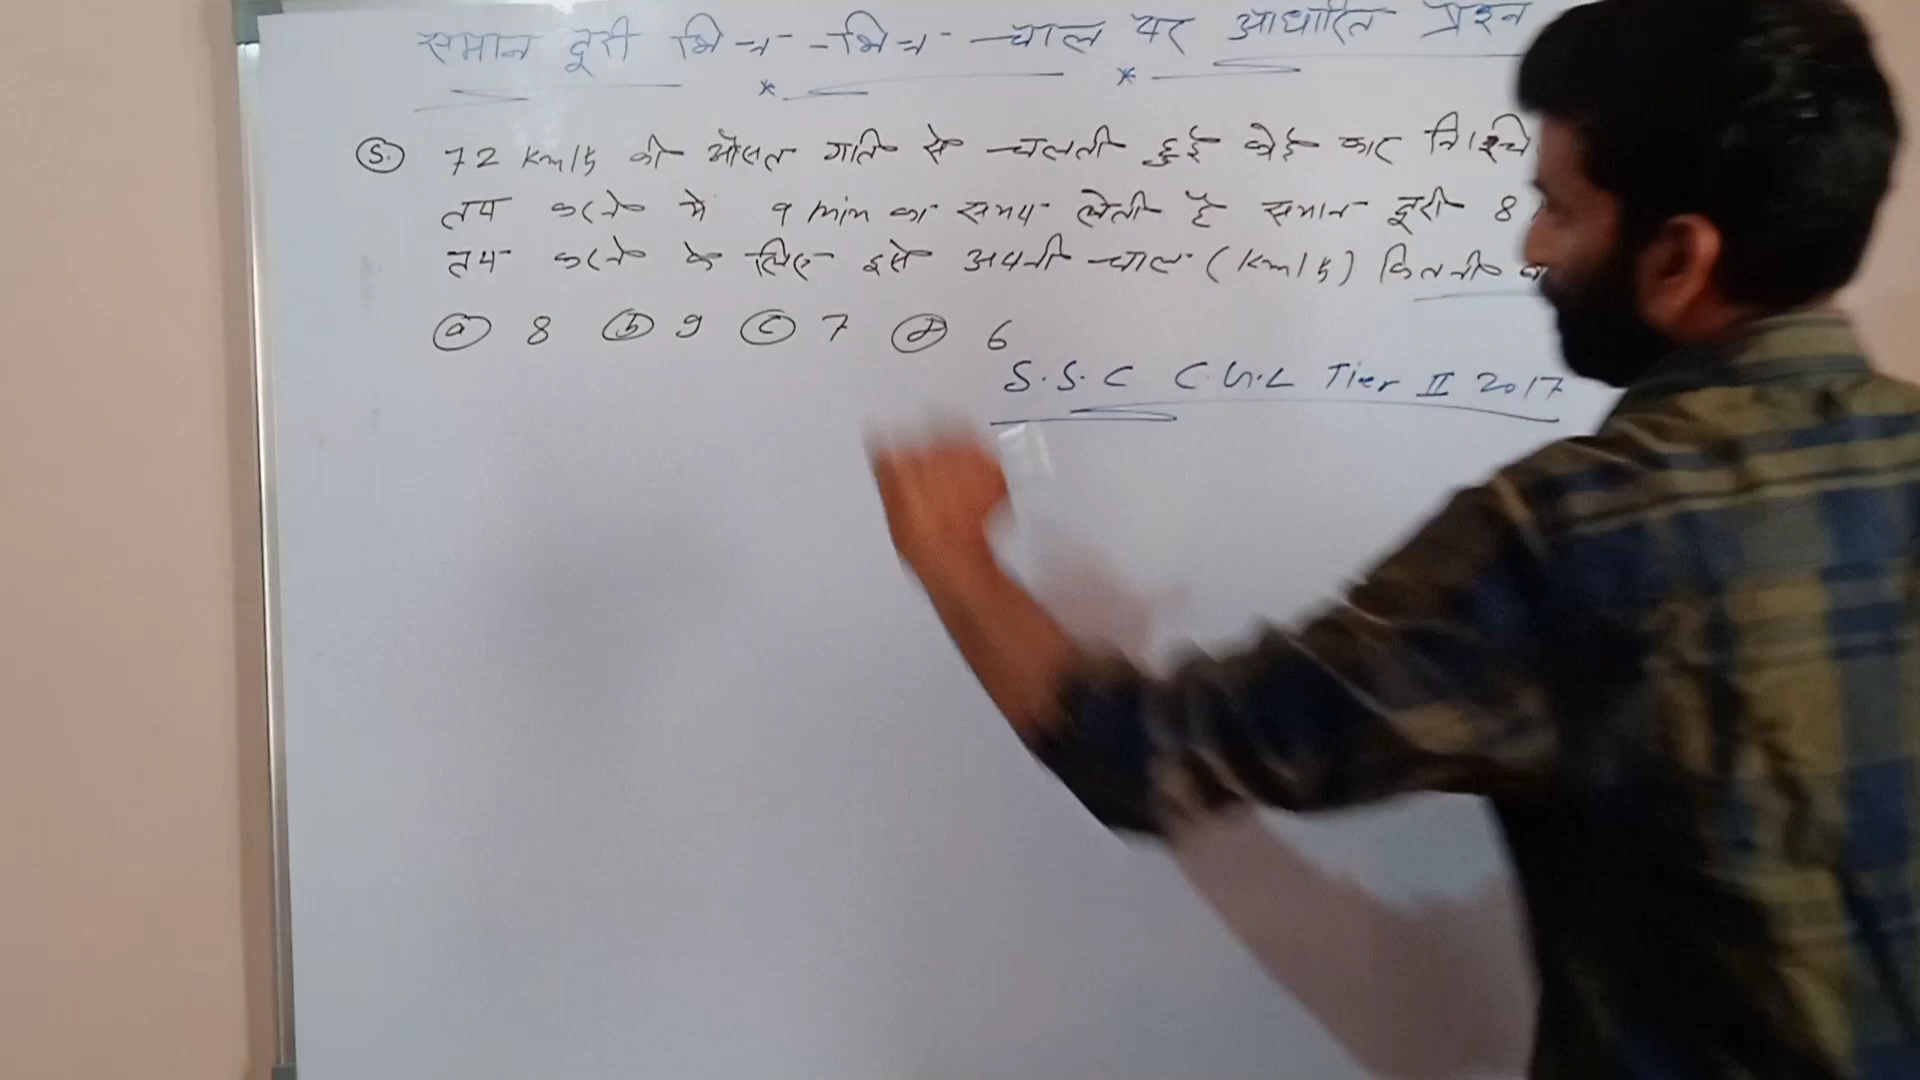 समान दूरी भिन्न-भिन्न चाल पर आधारित प्रश्न
5. 72 km/h की औसत गति से चलती हुई कोई कार
तय करने मे 9 min का समय लेती है समान दूरी 8
तय करने के लिए इसे अपनी चाल (km/h) कितनी
a 8 b 9 c 7 d 6
S.S.C C.G.L Tier II 2017